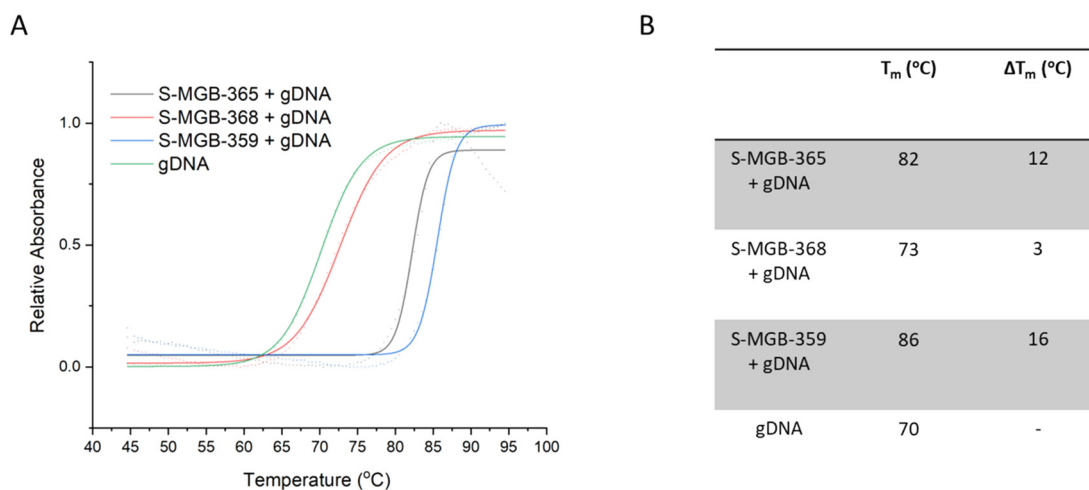 A
S-MGB-365 + gDNA
S-MGB-368 + gDNA
S-MGB-359 + gDNA
gDNA
1.0
0.5
0.0
Relative Absorbance
40 45 50 55 60 65 70 75 80 85 90 95 100
Temperature (°C)
B
Tm (°C) ΔTm (°C)
S-MGB-365 82 12
+ gDNA
S-MGB-368 73 3
+ gDNA
S-MGB-359 86 16
+ gDNA
gDNA 70 -